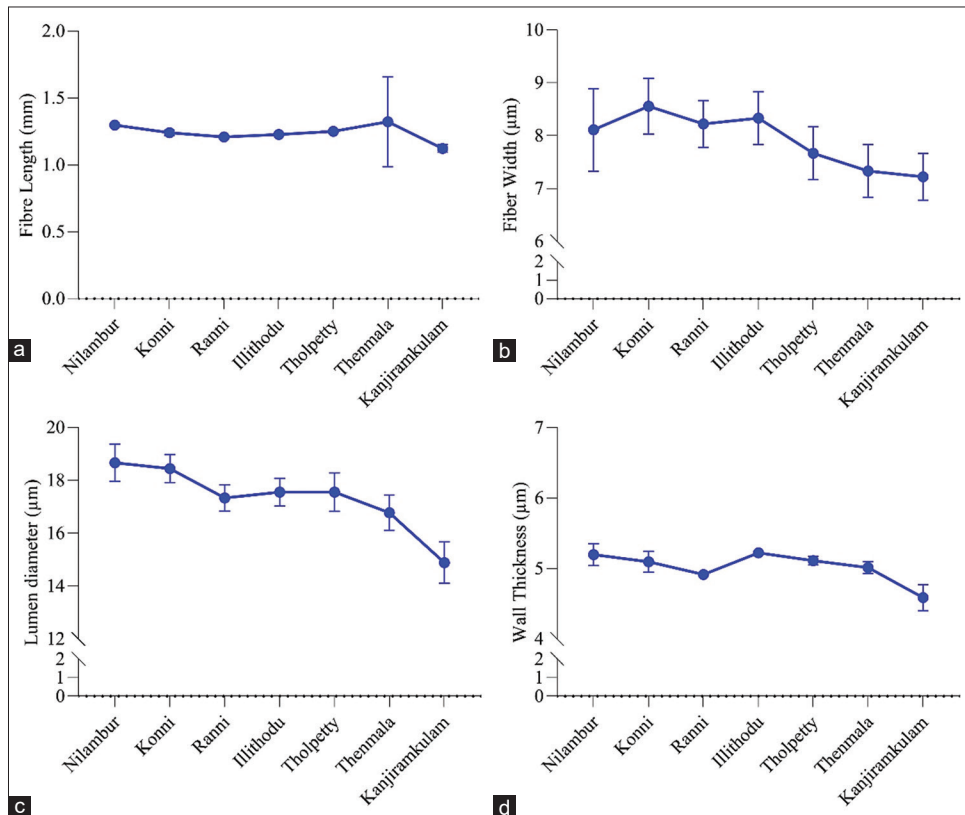 2.0
1.5
1.0
0.5
0.0
Fibre Length (mm)
Nilambur
Konni
Ranni
Illithodu
Tholpetty
Thenmala
Kanjiramkulam
a
10
9
8
7
6
2
1
0
Fiber Width (µm)
Nilambur
Konni
Ranni
Illithodu
Tholpetty
Thenmala
Kanjiramkulam
b
20
18
16
14
12
2
1
0
Lumen diameter (µm)
Nilambur
Konni
Ranni
Illithodu
Tholpetty
Thenmala
Kanjiramkulam
c
7
6
5
4
2
1
0
Wall Thickness (µm)
Nilambur
Konni
Ranni
Illithodu
Tholpetty
Thenmala
Kanjiramkulam
d